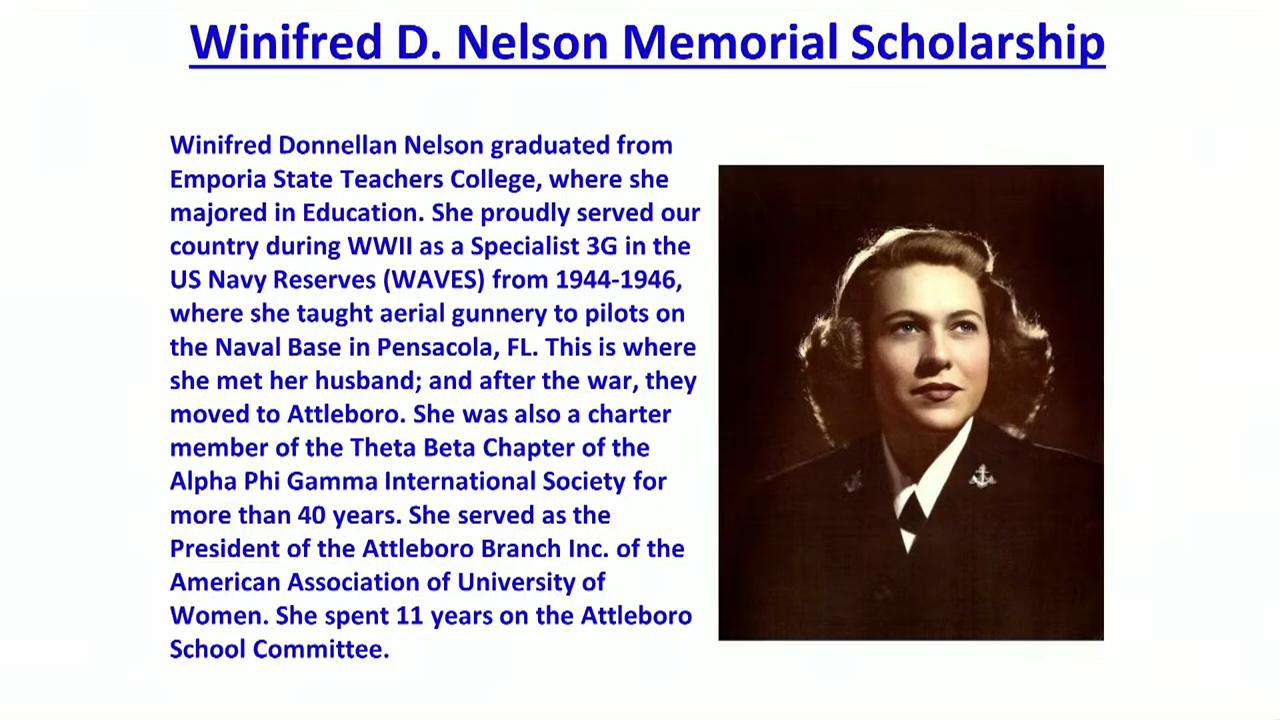 Winifred D. Nelson Memorial Scholarship
Winifred Donnellan Nelson graduated from
Emporia State Teachers College, where she
majored in Education. She proudly served our
country during WWII as a Specialist 3G in the
US Navy Reserves (WAVES) from 1944-1946,
where she taught aerial gunnery to pilots on
the Naval Base in Pensacola, FL. This is where
she met her husband; and after the war, they
moved to Attleboro. She was also a charter
member of the Theta Beta Chapter of the
Alpha Phi Gamma International Society for
more than 40 years. She served as the
President of the Attleboro Branch Inc. of the
American Association of University of
Women. She spent 11 years on the Attleboro
School Committee.